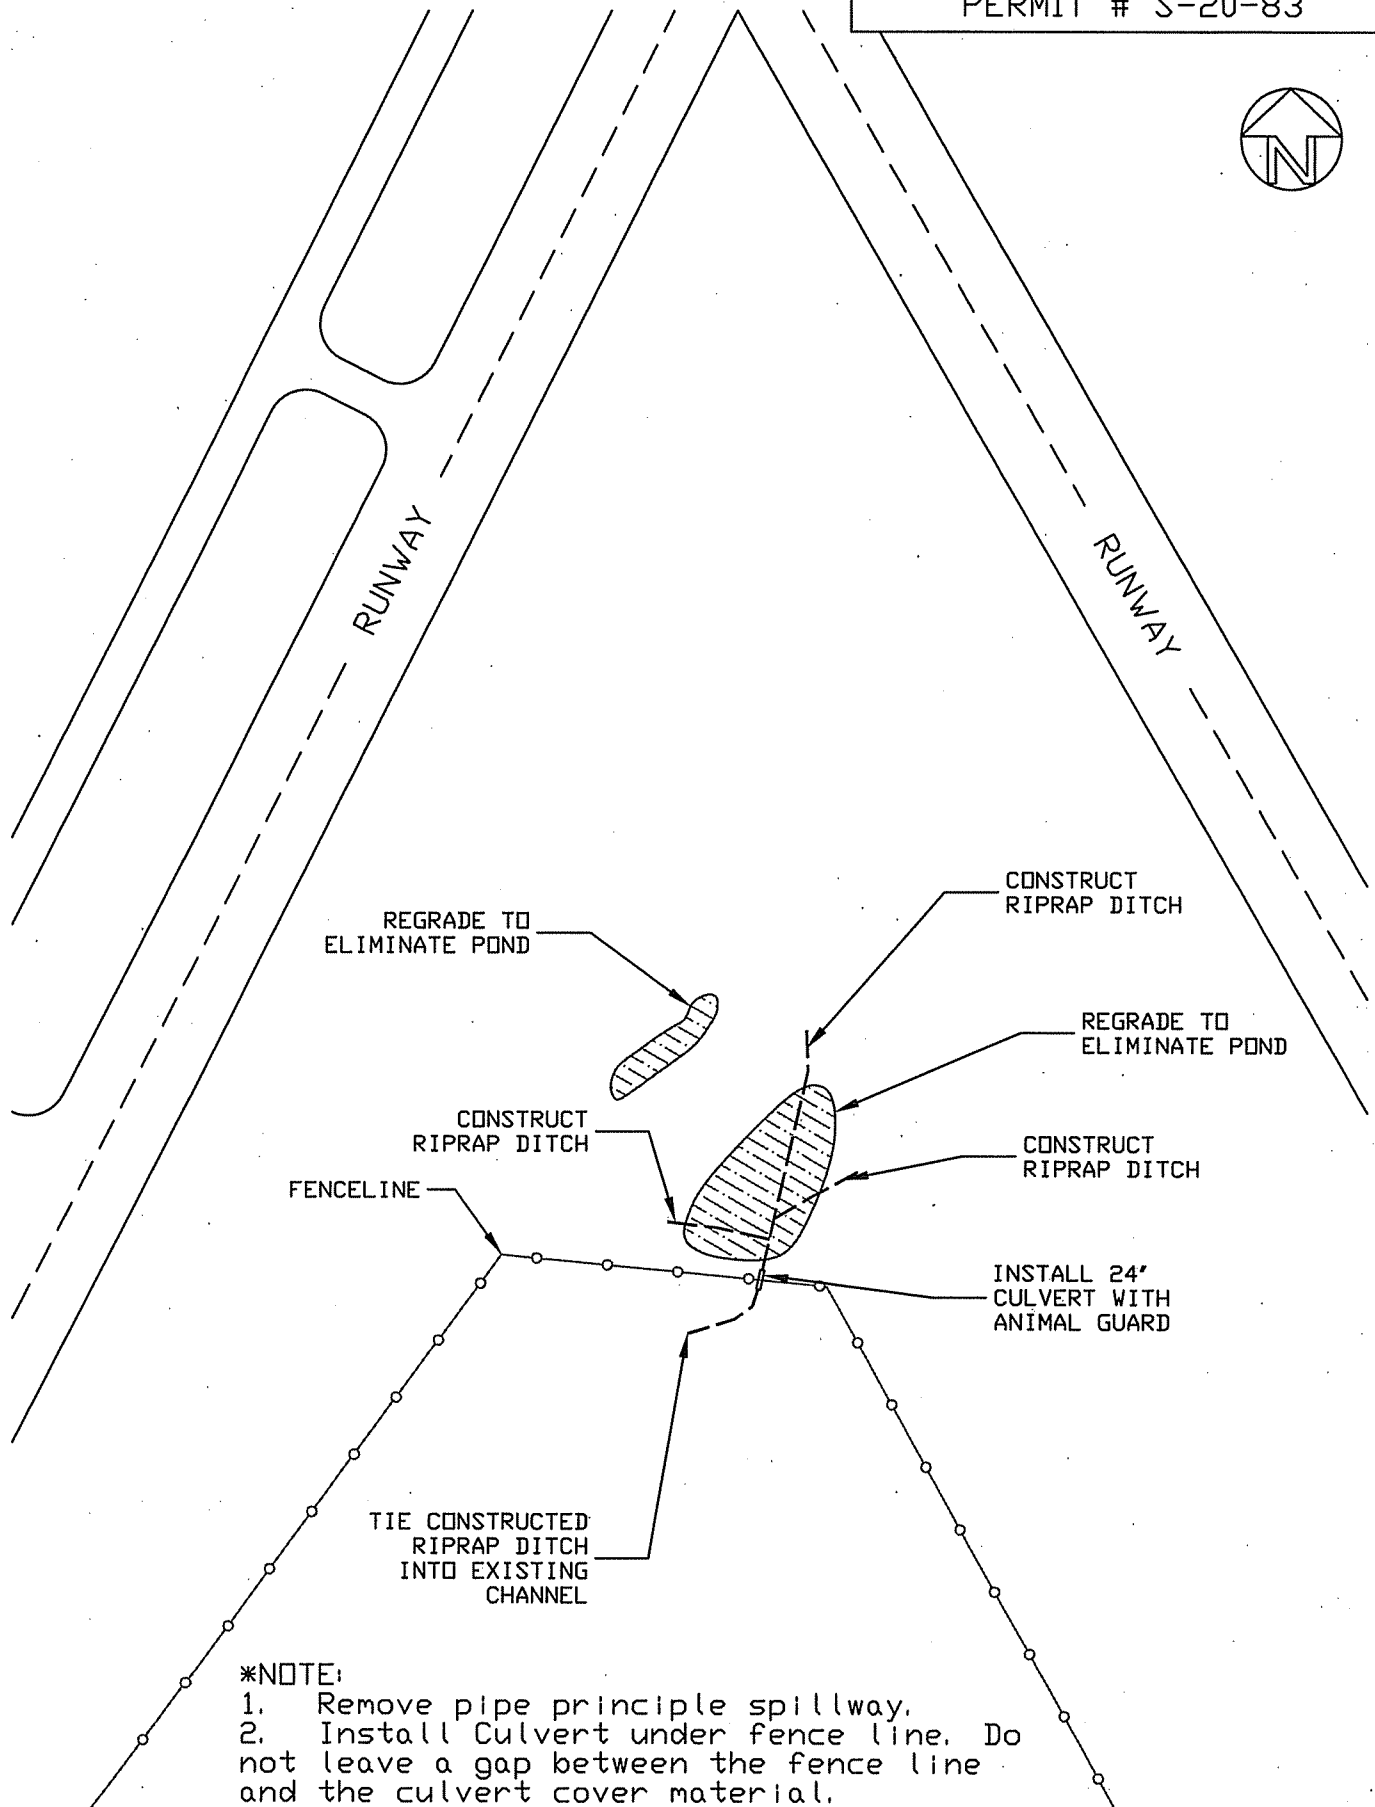 PERMIT # S-20-83
N
RUNWAY
RUNWAY
CONSTRUCT
RIPRAP DITCH
REGRADE TO
ELIMINATE POND
REGRADE TO
ELIMINATE POND
CONSTRUCT
RIPRAP DITCH
CONSTRUCT
RIPRAP DITCH
FENCELINE
INSTALL 24"
CULVERT WITH
ANIMAL GUARD
TIE CONSTRUCTED
RIPRAP DITCH
INTO EXISTING
CHANNEL
*NOTE:
1. Remove pipe principle spillway.
2. Install Culvert under fence line. Do
not leave a gap between the fence line
and the culvert cover material.